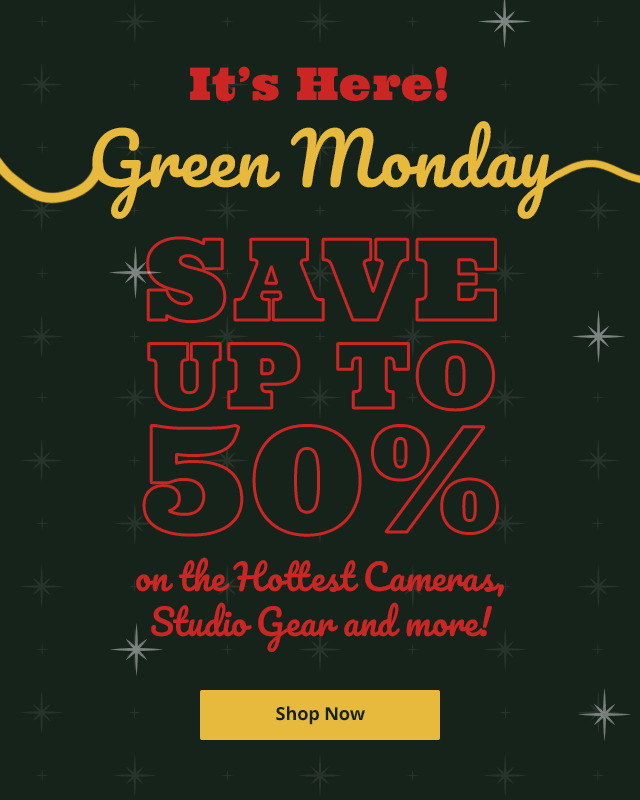 It's Here!
Green Monday
SAVE
UP TO
50%
on the Hottest Cameras,
Studio Gear and more!
Shop Now